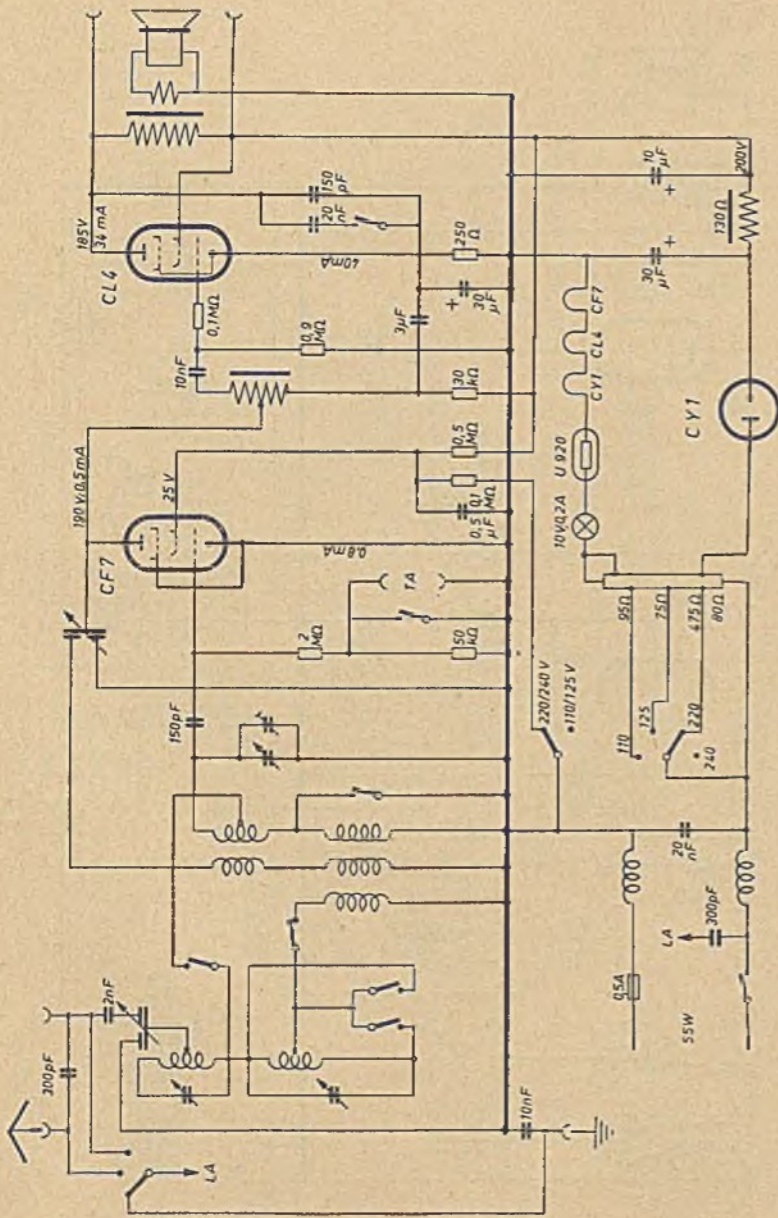 185V
34 mA
CL4
150
pF
20
nF
0,1MΩ
10nF
40mA
250
Ω
3µF
+
30
µF
0,9
MΩ
30
kΩ
190 V·0,5mA
CF7
25 V
0,5
MΩ
0,1
MΩ
0,5
µF
0.8mA
TA
2
MΩ
50
kΩ
150pF
2nF
300pF
LA
10nF
200V
10
µF
+
130Ω
30
µF
+
CF7
CL4
CY1
U 920
10V,0,2A
CY1
220/240 V
110/125 V
95Ω
75Ω
475Ω
80Ω
110
125
220
240
20
nF
LA
300pF
0,5A
55W